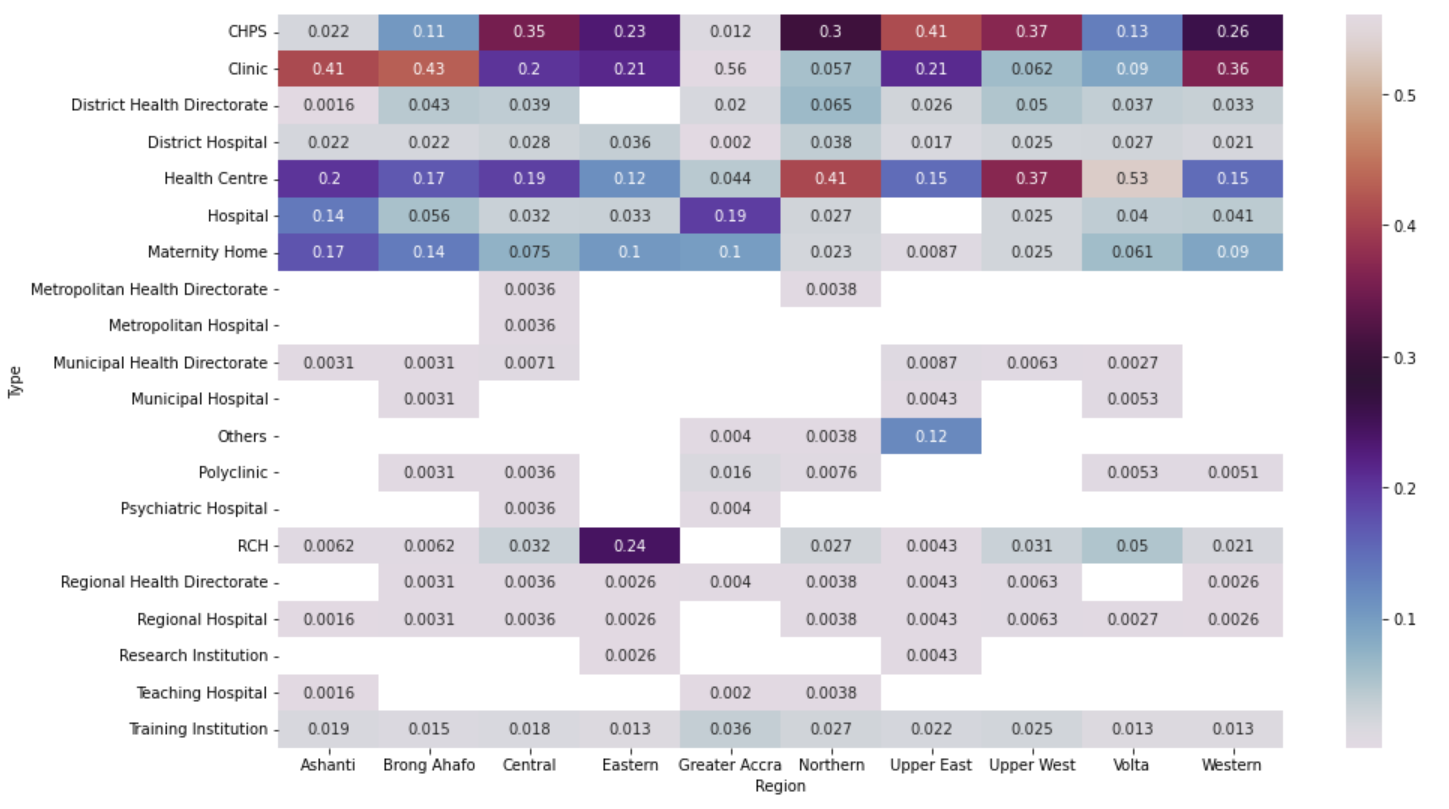 CHPS 0.022 0.11 0.35 0.23 0.012 0.3 0.41 0.37 0.13 0.26
Clinic 0.41 0.43 0.2 0.21 0.56 0.057 0.21 0.062 0.09 0.36
District Health Directorate 0.0016 0.043 0.039 0.02 0.065 0.026 0.05 0.037 0.033
District Hospital 0.022 0.022 0.028 0.036 0.002 0.038 0.017 0.025 0.027 0.021
Health Centre 0.2 0.17 0.19 0.12 0.044 0.41 0.15 0.37 0.53 0.15
Hospital 0.14 0.056 0.032 0.033 0.19 0.027 0.025 0.04 0.041
Maternity Home 0.17 0.14 0.075 0.1 0.1 0.023 0.0087 0.025 0.061 0.09
Metropolitan Health Directorate 0.0036 0.0038
Metropolitan Hospital 0.0036
Municipal Health Directorate 0.0031 0.0031 0.0071 0.0087 0.0063 0.0027
Municipal Hospital 0.0031 0.0043 0.0053
Others 0.004 0.0038 0.12
Polyclinic 0.0031 0.0036 0.016 0.0076 0.0053 0.0051
Psychiatric Hospital 0.0036 0.004
RCH 0.0062 0.0062 0.032 0.24 0.027 0.0043 0.031 0.05 0.021
Regional Health Directorate 0.0031 0.0036 0.0026 0.004 0.0038 0.0043 0.0063 0.0026
Regional Hospital 0.0016 0.0031 0.0036 0.0026 0.0038 0.0043 0.0063 0.0027 0.0026
Research Institution 0.0026 0.0043
Teaching Hospital 0.0016 0.002 0.0038
Training Institution 0.019 0.015 0.018 0.013 0.036 0.027 0.022 0.025 0.013 0.013
Ashanti Brong Ahafo Central Eastern Greater Accra Northern Upper East Upper West Volta Western
Region
Type
0.5
0.4
0.3
0.2
0.1